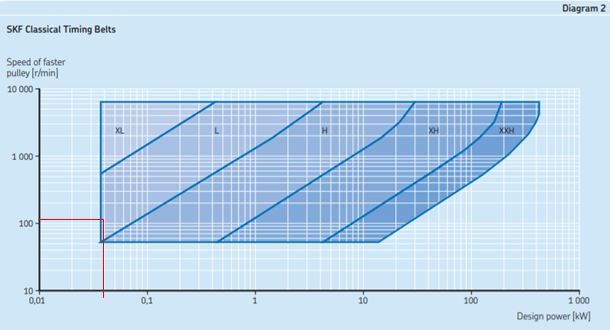 Diagram 2
SKF Classical Timing Belts
Speed of faster
pulley [r/min]
10 000
XL L H XH XXH
1 000
100
10
0,01 0,1 1 10 100 1 000
Design power [kW]